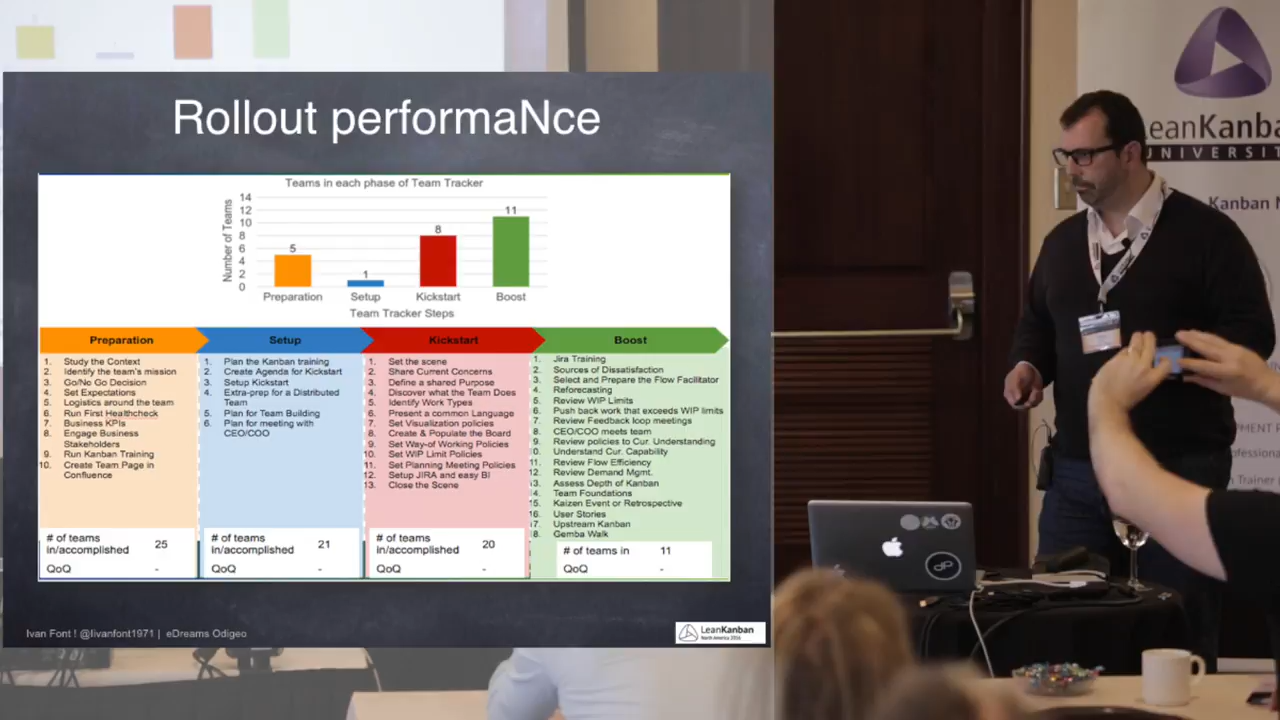 Rollout performaNce
Teams in each phase of Team Tracker
Number of Teams
14
12
10
8
6
4
2
0
5
1
8
11
Preparation
Setup
Kickstart
Boost
Team Tracker Steps
Preparation
1. Study the Context
2. Identify the team's mission
3. Go/No Go Decision
4. Set Expectations
5. Logistics around the team
6. Run First Healthcheck
7. Business KPIs
8. Engage Business
Stakeholders
9. Run Kanban Training
10. Create Team Page in
Confluence
# of teams
in/accomplished 25
QoQ -
Setup
1. Plan the Kanban training
2. Create Agenda for Kickstart
3. Setup Kickstart
4. Extra-prep for a Distributed
Team
5. Plan for Team Building
6. Plan for meeting with
CEO/COO
# of teams
in/accomplished 21
QoQ -
Kickstart
1. Set the scene
2. Share Current Concerns
3. Define a shared Purpose
4. Discover what the Team Does
5. Identify Work Types
6. Present a common Language
7. Set Visualization policies
8. Create & Populate the Board
9. Set Way-of Working Policies
10. Set WIP Limit Policies
11. Set Planning Meeting Policies
12. Setup JIRA and easy BI
13. Close the Scene
# of teams
in/accomplished 20
QoQ -
Boost
1. Jira Training
2. Sources of Dissatisfaction
3. Select and Prepare the Flow Facilitator
4. Reforecasting
5. Review WIP Limits
6. Push back work that exceeds WIP limits
7. Review Feedback loop meetings
8. CEO/COO meets team
9. Review policies to Cur. Understanding
10. Understand Cur. Capability
11. Review Flow Efficiency
12. Review Demand Mgmt.
13. Assess Depth of Kanban
14. Team Foundations
15. Kaizen Event or Retrospective
16. User Stories
17. Upstream Kanban
18. Gemba Walk
# of teams in 11
QoQ -
Ivan Font ! @Iivanfont1971 | eDreams Odigeo
LeanKanban
North America 2016
LeanKanba
UNIVERSIT
Kanban
dp